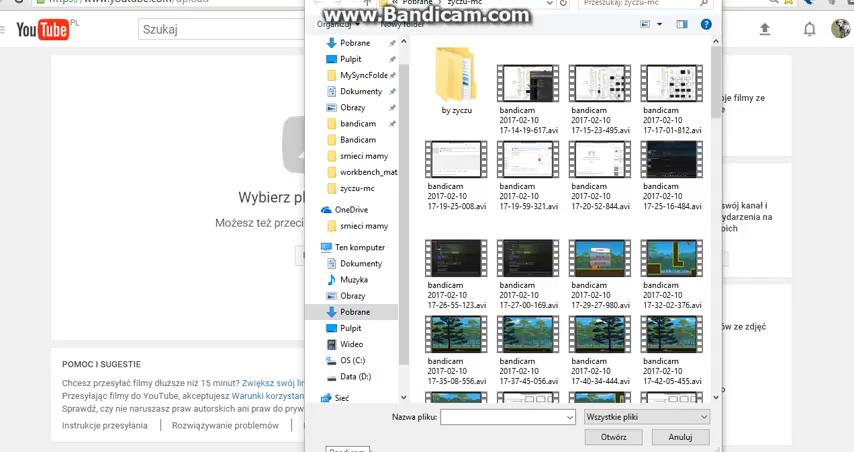 https://www.youtube.com/upload
Pobrane > zyczu-mc
Przeszukaj: zyczu-mc
www.Bandicam.com
Organizuj
Nowy folder
YouTube PL
Szukaj
Pobrane
Pulpit
MySyncFolde
Dokumenty
Obrazy
bandicam
Bandicam
smieci mamy
workbench_mat
zyczu-mc
OneDrive
smieci mamy
Ten komputer
Dokumenty
Muzyka
Obrazy
Pobrane
Pulpit
Wideo
OS (C:)
Data (D:)
Sieć
by zyczu
bandicam
2017-02-10
17-14-19-617.avi
bandicam
2017-02-10
17-15-23-495.avi
bandicam
2017-02-10
17-17-01-812.avi
bandicam
2017-02-10
17-19-25-008.avi
bandicam
2017-02-10
17-19-59-321.avi
bandicam
2017-02-10
17-20-52-844.avi
bandicam
2017-02-10
17-25-16-484.avi
bandicam
2017-02-10
17-26-55-123.avi
bandicam
2017-02-10
17-27-00-169.avi
bandicam
2017-02-10
17-29-27-980.avi
bandicam
2017-02-10
17-32-02-376.avi
bandicam
2017-02-10
17-35-08-556.avi
bandicam
2017-02-10
17-37-45-056.avi
bandicam
2017-02-10
17-40-34-444.avi
bandicam
2017-02-10
17-42-05-455.avi
Nazwa pliku:
Wszystkie pliki
Otwórz
Anuluj
Wybierz pl
Możesz też przeci
oje filmy ze
swój kanał i
ydarzenia na
oich
ów ze zdjęć
POMOC I SUGESTIE
Chcesz przesyłać filmy dłuższe niż 15 minut? Zwiększ swój lin
Przesyłając filmy do YouTube, akceptujesz Warunki korzystan
Sprawdź, czy nie naruszasz praw autorskich ani praw do pryw
Instrukcje przesyłania
Rozwiązywanie problemów
Bandicam